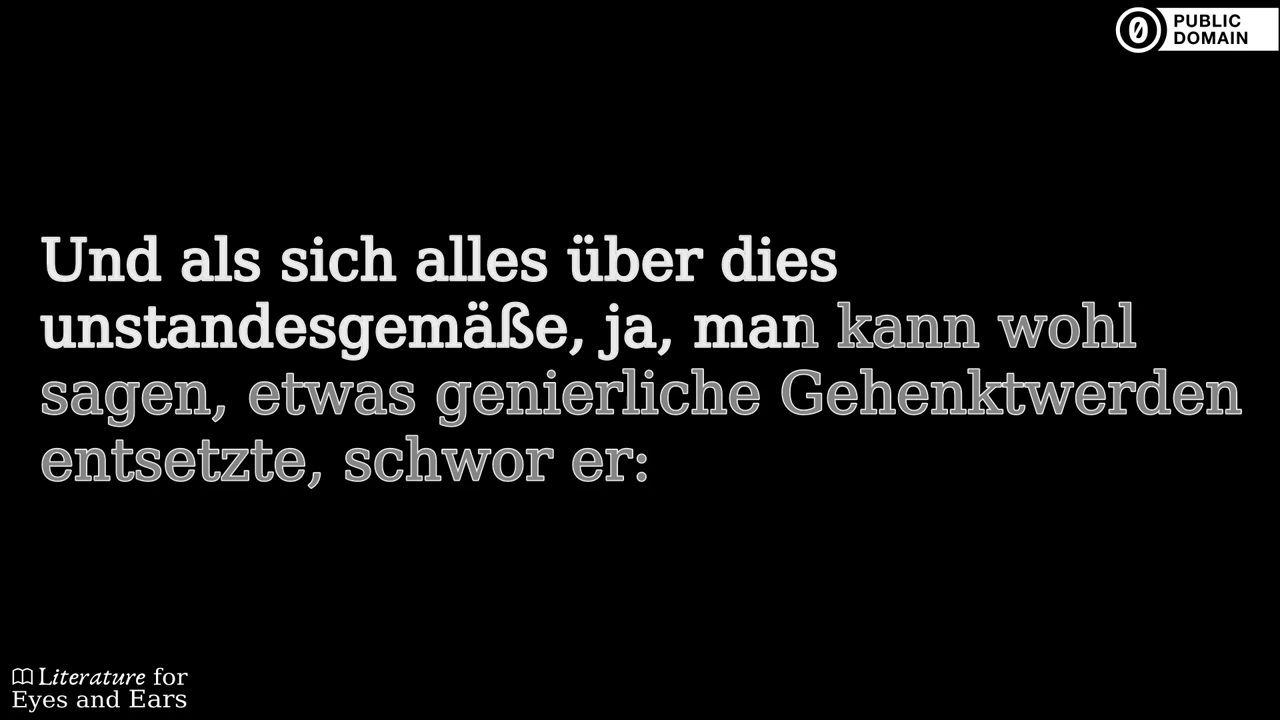 PUBLIC
DOMAIN
Und als sich alles über dies
unstandesgemäße, ja, man kann wohl
sagen, etwas genierliche Gehenktwerden
entsetzte, schwor er:
Literature for
Eyes and Ears